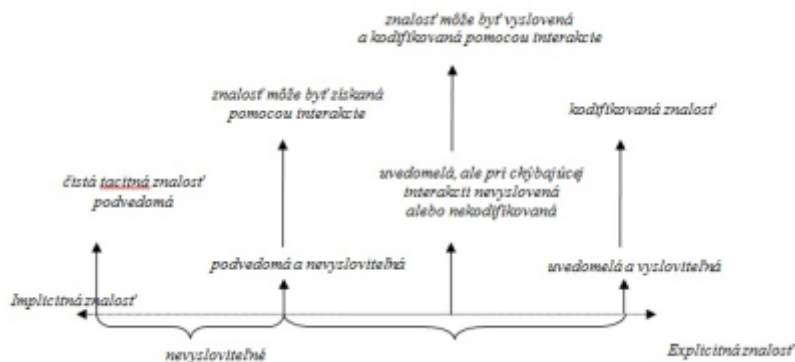 znalosť môže byť vyslovená
a kodifikovaná pomocou interakcie
znalosť môže byť získaná
pomocou interakcie
kodifikovaná znalosť
čistá tacitná znalosť
podvedomá
uvedomelá, ale pri chýbajúcej
interakcii nevyslovená
alebo nekodifikovaná
podvedomá a nevysloviteľná
uvedomelá a vysloviteľná
Implicitná znalosť
nevysloviteľné
Explicitná znalosť